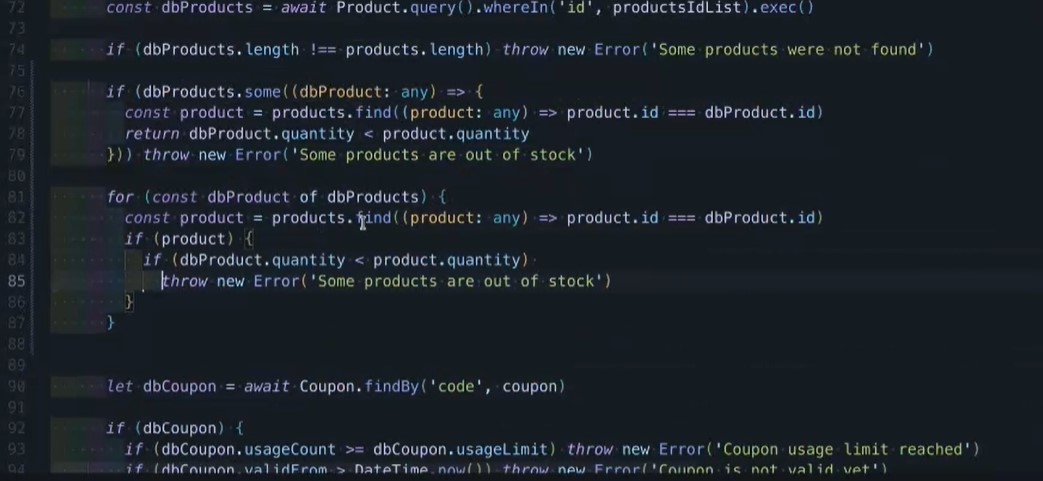 72 const dbProducts = await Product.query().whereIn('id', productsIdList).exec()
73
74 if (dbProducts.length !== products.length) throw new Error('Some products were not found')
75
76 if (dbProducts.some((dbProduct: any) => {
77 const product = products.find((product: any) => product.id === dbProduct.id)
78 return dbProduct.quantity < product.quantity
79 })) throw new Error('Some products are out of stock')
80
81 for (const dbProduct of dbProducts) {
82 const product = products.find((product: any) => product.id === dbProduct.id)
83 if (product) {
84 if (dbProduct.quantity < product.quantity)
85 throw new Error('Some products are out of stock')
86 }
87 }
88
89
90 let dbCoupon = await Coupon.findBy('code', coupon)
91
92 if (dbCoupon) {
93 if (dbCoupon.usageCount >= dbCoupon.usageLimit) throw new Error('Coupon usage limit reached')
94 if (dbCoupon.validFrom > DateTime.now()) throw new Error('Coupon is not valid yet')